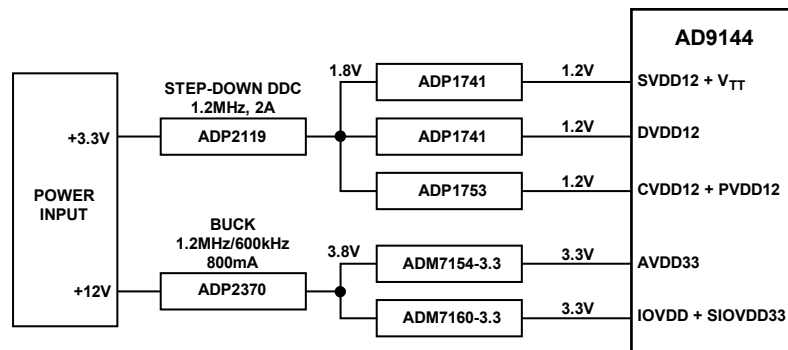 AD9144
POWER
INPUT
+3.3V
+12V
STEP-DOWN DDC
1.2MHz, 2A
ADP2119
1.8V
ADP1741
1.2V
SVDD12 + VTT
ADP1741
1.2V
DVDD12
ADP1753
1.2V
CVDD12 + PVDD12
BUCK
1.2MHz/600kHz
800mA
ADP2370
3.8V
ADM7154-3.3
3.3V
AVDD33
ADM7160-3.3
3.3V
IOVDD + SIOVDD33